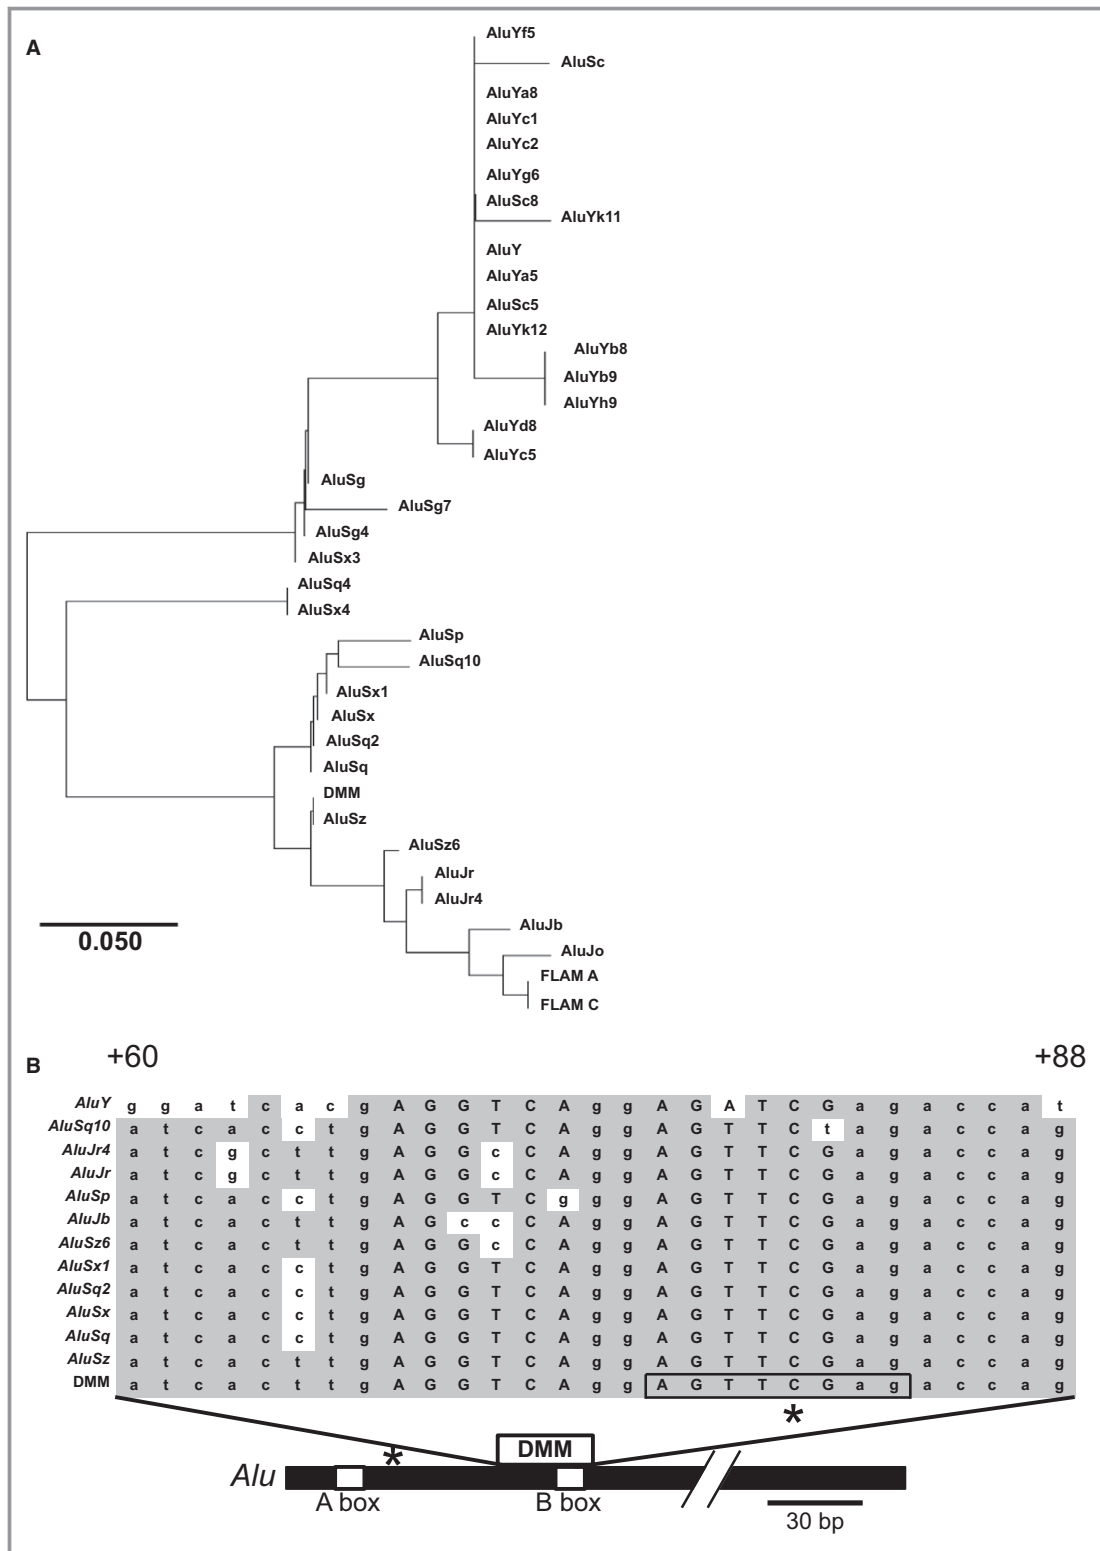 A
AluYf5
AluSc
AluYa8
AluYc1
AluYc2
AluYg6
AluSc8
AluYk11
AluY
AluYa5
AluSc5
AluYk12
AluYb8
AluYb9
AluYh9
AluYd8
AluYc5
AluSg
AluSg7
AluSg4
AluSx3
AluSq4
AluSx4
AluSp
AluSq10
AluSx1
AluSx
AluSq2
AluSq
DMM
AluSz
AluSz6
AluJr
AluJr4
AluJb
AluJo
FLAM A
FLAM C
0.050
B +60 +88
AluY g g a t c a c g A G G T C A g g A G A T C G a g a c c a t
AluSq10 a t c a c c t g A G G T C A g g A G T T C t a g a c c a g
AluJr4 a t c g c t t g A G G c C A g g A G T T C G a g a c c a g
AluJr a t c g c t t g A G G c C A g g A G T T C G a g a c c a g
AluSp a t c a c c t g A G G T C g g g A G T T C G a g a c c a g
AluJb a t c a c t t g A G c c C A g g A G T T C G a g a c c a g
AluSz6 a t c a c t t g A G G c C A g g A G T T C G a g a c c a g
AluSx1 a t c a c c t g A G G T C A g g A G T T C G a g a c c a g
AluSq2 a t c a c c t g A G G T C A g g A G T T C G a g a c c a g
AluSx a t c a c c t g A G G T C A g g A G T T C G a g a c c a g
AluSq a t c a c c t g A G G T C A g g A G T T C G a g a c c a g
AluSz a t c a c t t g A G G T C A g g A G T T C G a g a c c a g
DMM a t c a c t t g A G G T C A g g A G T T C G a g a c c a g
*
* DMM
Alu
A box B box
30 bp